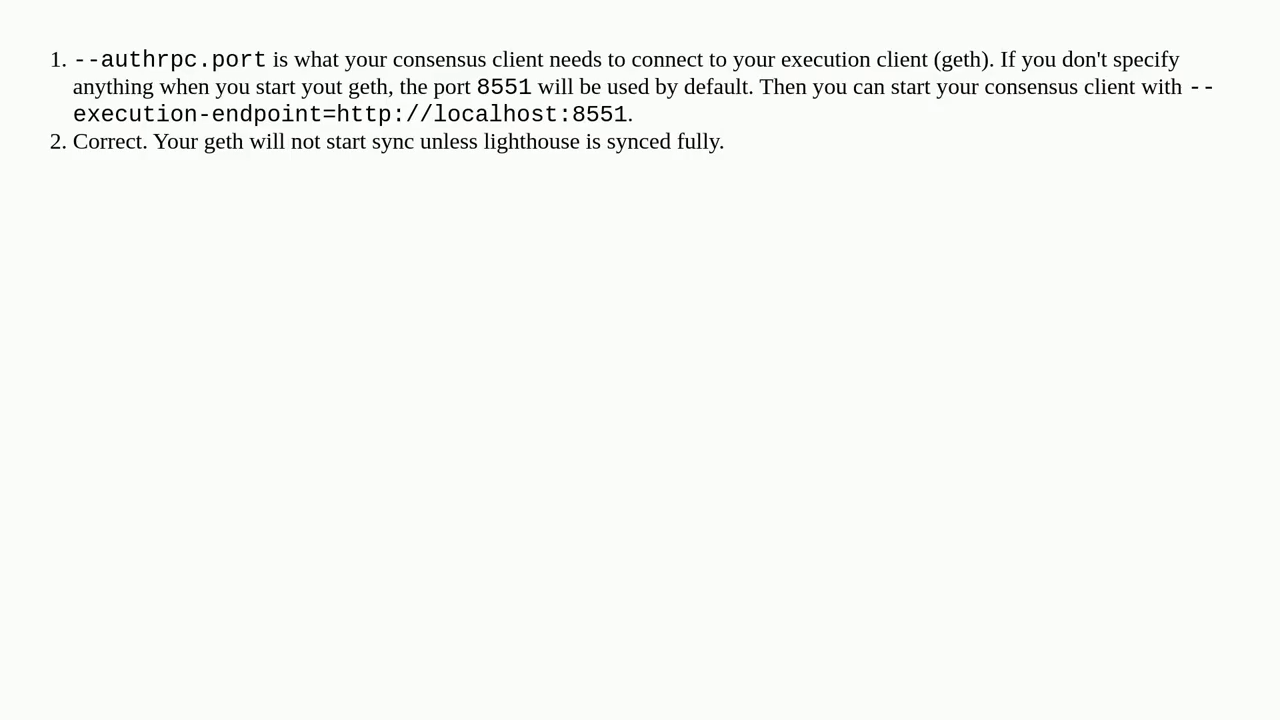 1. --authrpc.port is what your consensus client needs to connect to your execution client (geth). If you don't specify
anything when you start yout geth, the port 8551 will be used by default. Then you can start your consensus client with --
execution-endpoint=http://localhost:8551.
2. Correct. Your geth will not start sync unless lighthouse is synced fully.